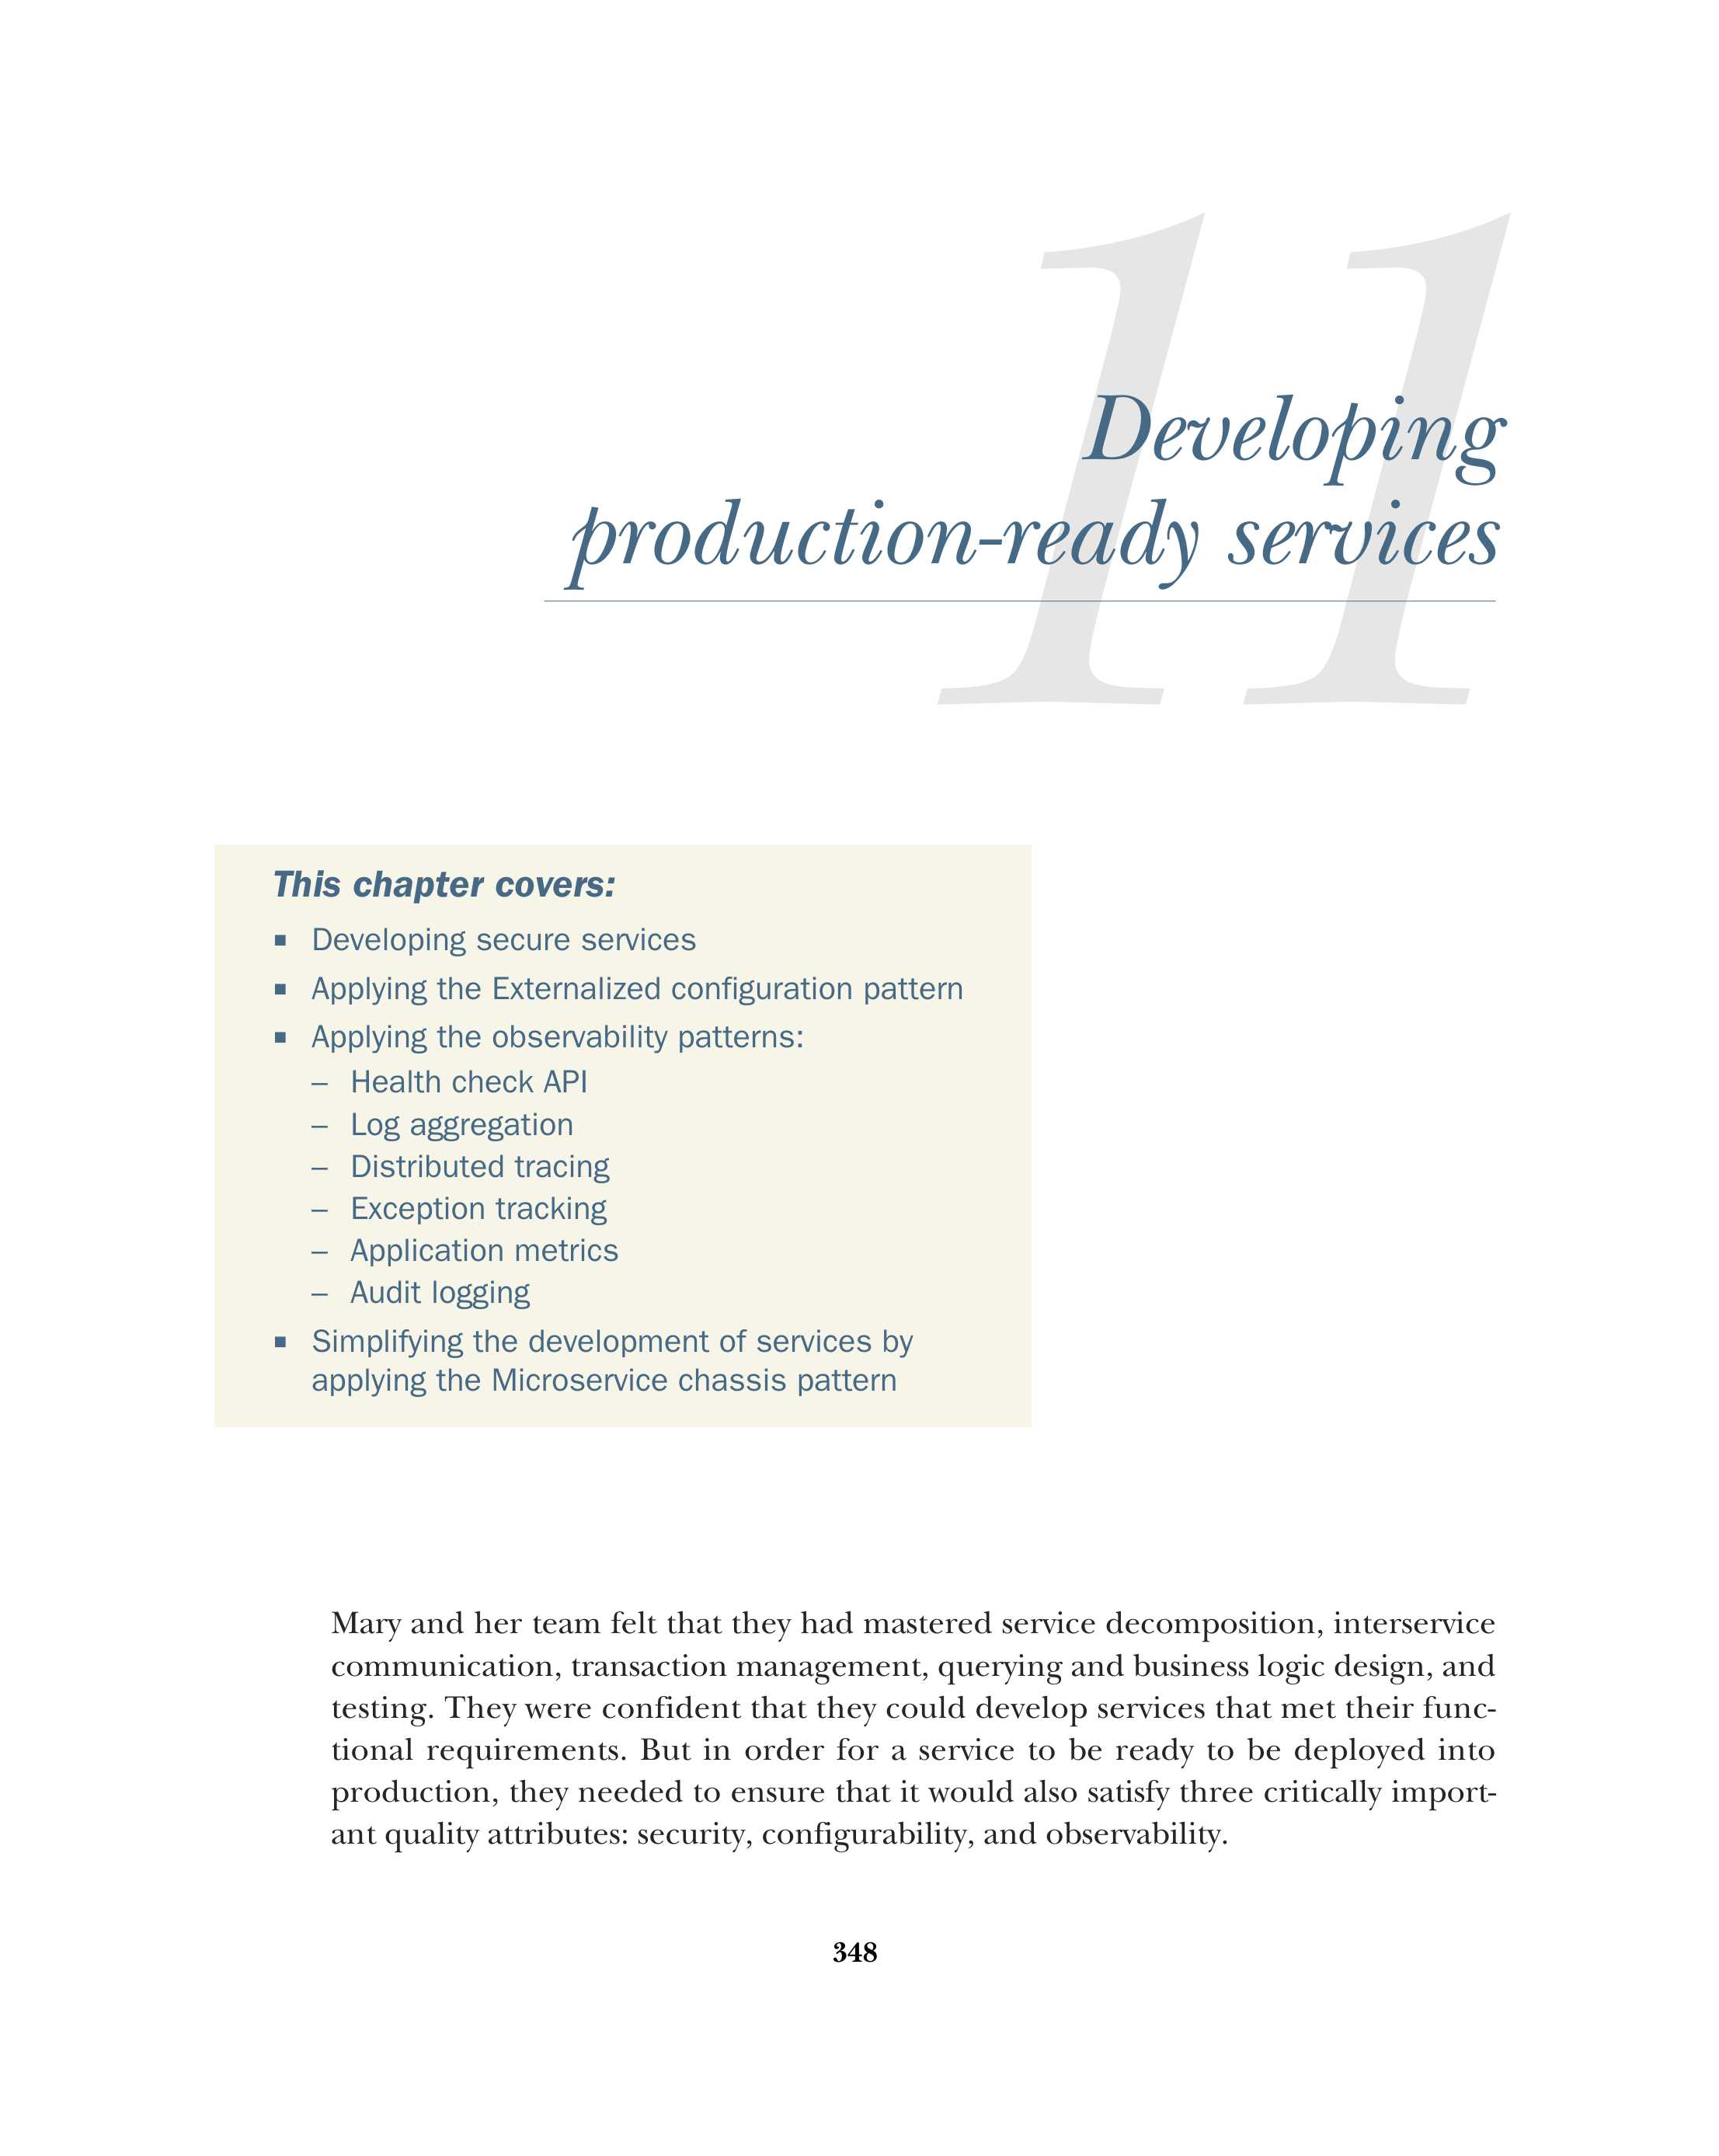 11
Developing
production-ready services
This chapter covers:
■ Developing secure services
■ Applying the Externalized configuration pattern
■ Applying the observability patterns:
– Health check API
– Log aggregation
– Distributed tracing
– Exception tracking
– Application metrics
– Audit logging
■ Simplifying the development of services by
applying the Microservice chassis pattern
Mary and her team felt that they had mastered service decomposition, interservice
communication, transaction management, querying and business logic design, and
testing. They were confident that they could develop services that met their func-
tional requirements. But in order for a service to be ready to be deployed into
production, they needed to ensure that it would also satisfy three critically import-
ant quality attributes: security, configurability, and observability.
348